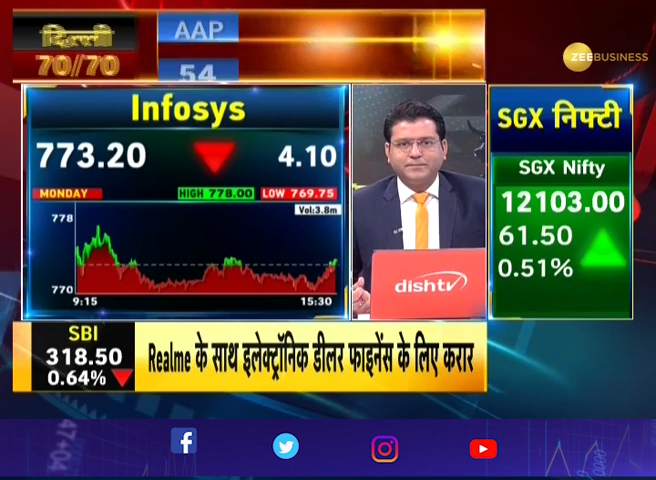 दिल्ली
70/70
AAP
54
ZEE BUSINESS
Infosys
773.20
4.10
MONDAY
HIGH 778.00
LOW 769.75
Vol:3.8m
778
770
9:15
15:30
dishtv
SGX निफ्टी
SGX Nifty
12103.00
61.50
0.51%
SBI
318.50
0.64%
Realme के साथ इलेक्ट्रॉनिक डीलर फाइनेंस के लिए करार